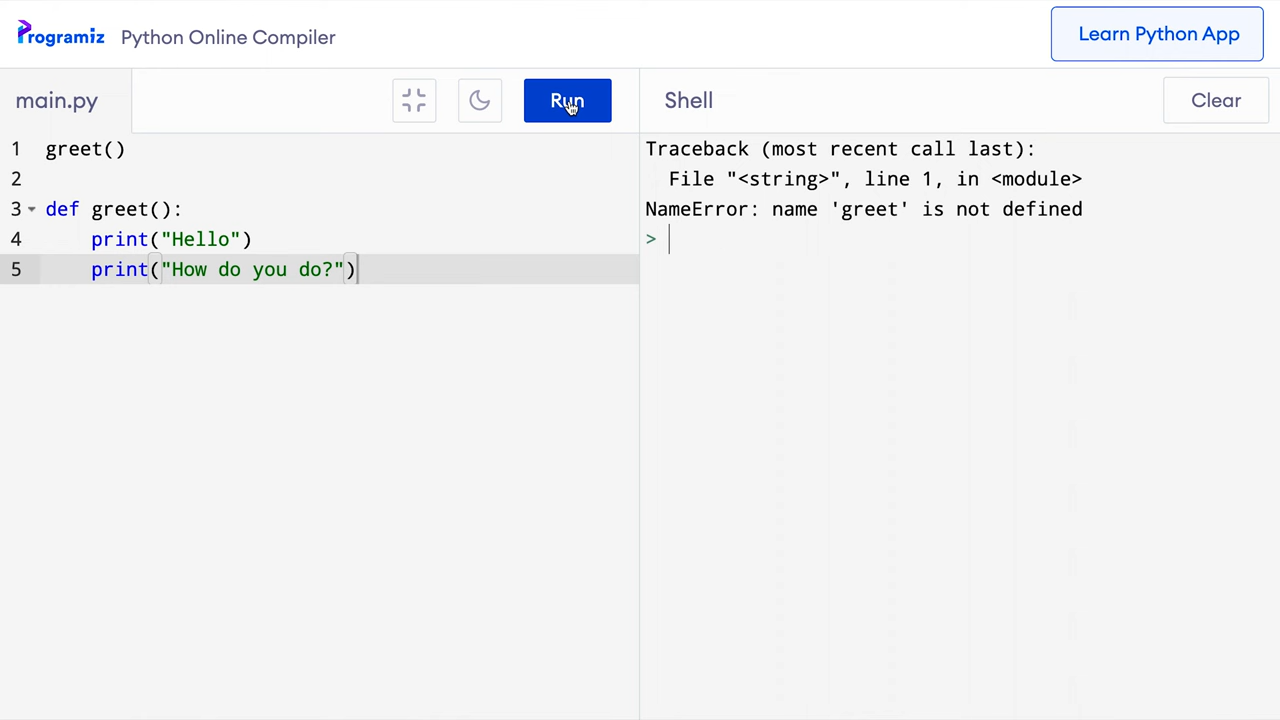 Programiz Python Online Compiler
Learn Python App
main.py
Run
Shell
Clear
1 greet()
2
3 def greet():
4     print("Hello")
5     print("How do you do?")
Traceback (most recent call last):
  File "<string>", line 1, in <module>
NameError: name 'greet' is not defined
>